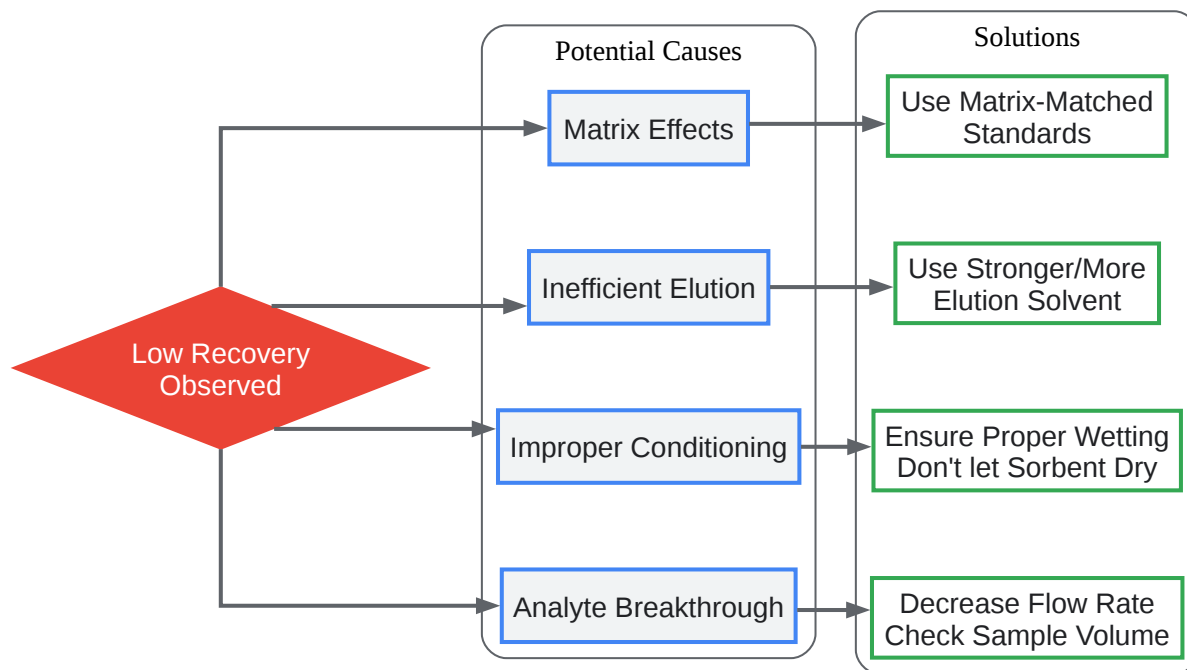 Potential Causes
Solutions
Low Recovery
Observed
Matrix Effects
Use Matrix-Matched
Standards
Inefficient Elution
Use Stronger/More
Elution Solvent
Improper Conditioning
Ensure Proper Wetting
Don't let Sorbent Dry
Analyte Breakthrough
Decrease Flow Rate
Check Sample Volume